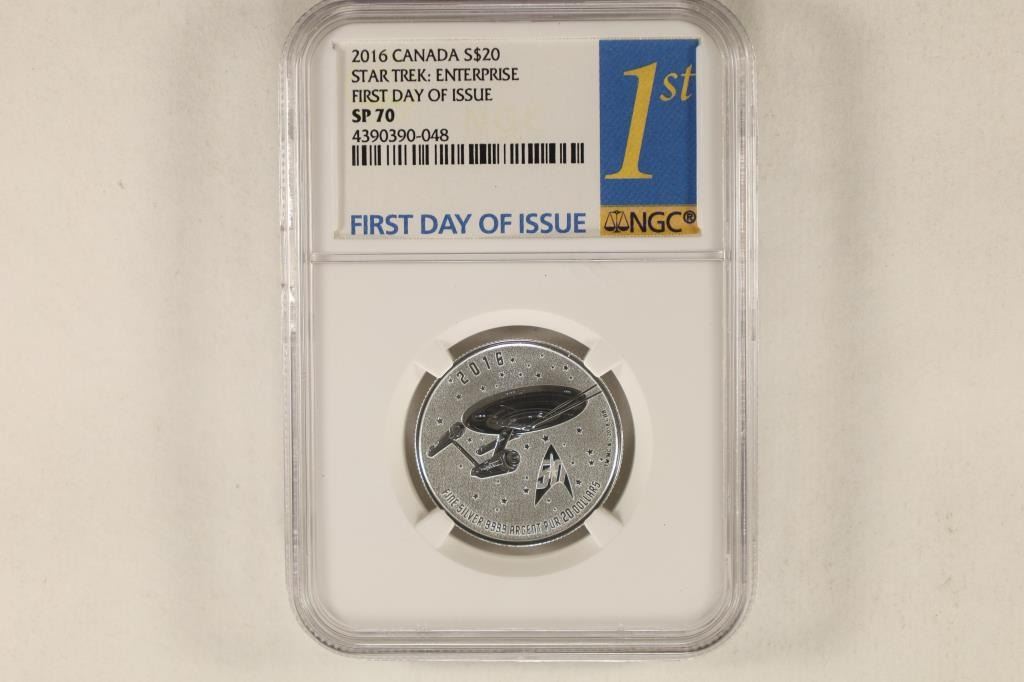 2016 CANADA S$20
STAR TREK: ENTERPRISE
FIRST DAY OF ISSUE
SP 70
4390390-048
FIRST DAY OF ISSUE
1st
NGC®
2016
FINE SILVER 9999 ARGENT PUR 20 DOLLARS